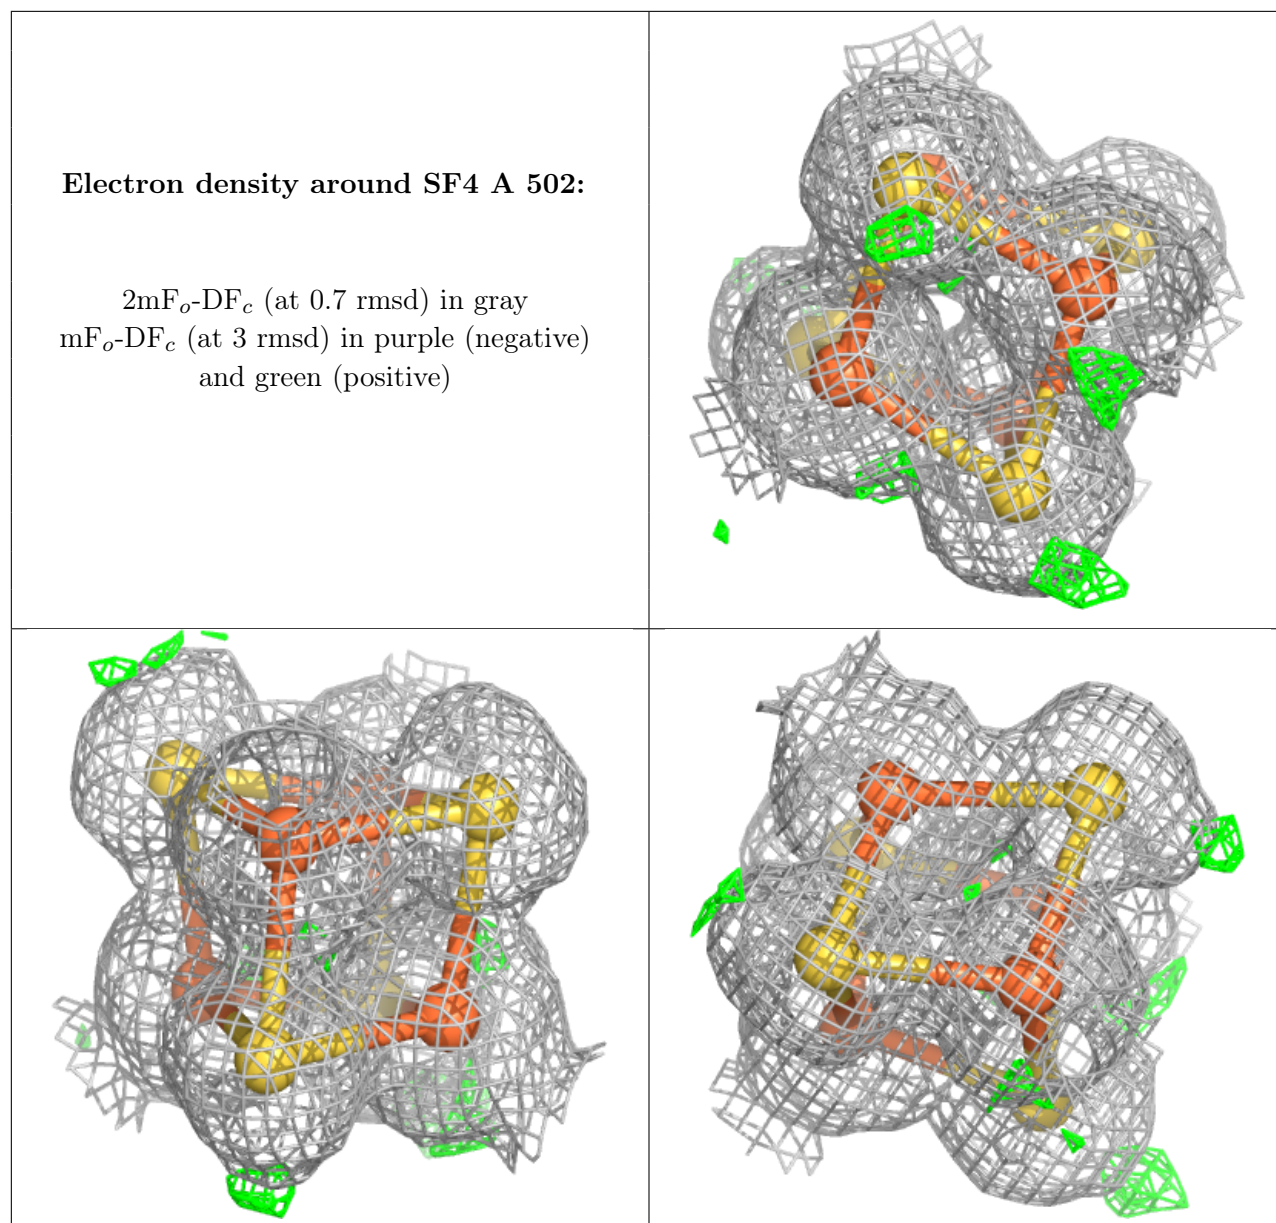 Electron density around SF4 A 502:
2mFo-DFc (at 0.7 rmsd) in gray
mFo-DFc (at 3 rmsd) in purple (negative)
and green (positive)